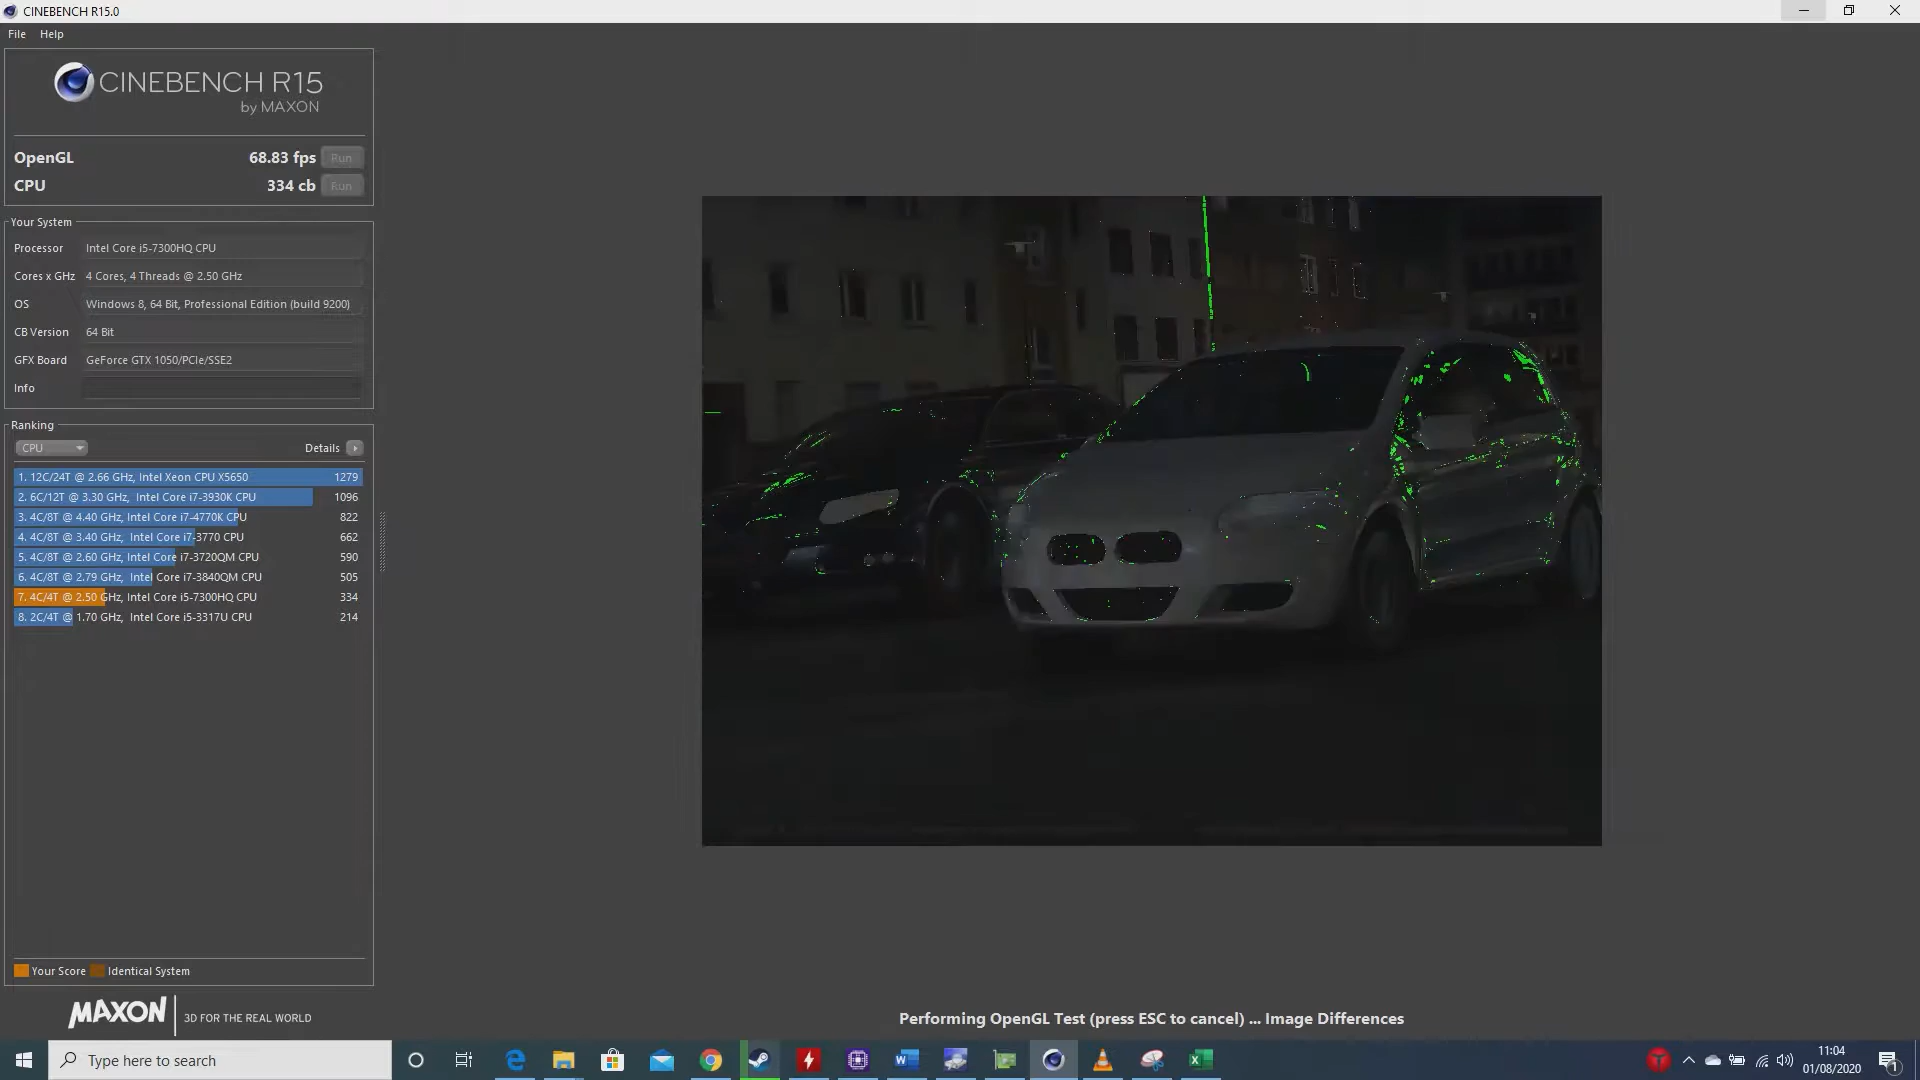 CINEBENCH R15.0
File Help
CINEBENCH R15
by MAXON
OpenGL 68.83 fps Run
CPU 334 cb Run
Your System
Processor Intel Core i5-7300HQ CPU
Cores x GHz 4 Cores, 4 Threads @ 2.50 GHz
OS Windows 8, 64 Bit, Professional Edition (build 9200)
CB Version 64 Bit
GFX Board GeForce GTX 1050/PCIe/SSE2
Info
Ranking
CPU Details
1. 12C/24T @ 2.66 GHz, Intel Xeon CPU X5650 1279
2. 6C/12T @ 3.30 GHz, Intel Core i7-3930K CPU 1096
3. 4C/8T @ 4.40 GHz, Intel Core i7-4770K CPU 822
4. 4C/8T @ 3.40 GHz, Intel Core i7-3770 CPU 662
5. 4C/8T @ 2.60 GHz, Intel Core i7-3720QM CPU 590
6. 4C/8T @ 2.79 GHz, Intel Core i7-3840QM CPU 505
7. 4C/4T @ 2.50 GHz, Intel Core i5-7300HQ CPU 334
8. 2C/4T @ 1.70 GHz, Intel Core i5-3317U CPU 214
Your Score Identical System
MAXON 3D FOR THE REAL WORLD
Performing OpenGL Test (press ESC to cancel) ... Image Differences
Type here to search
11:04
01/08/2020
1